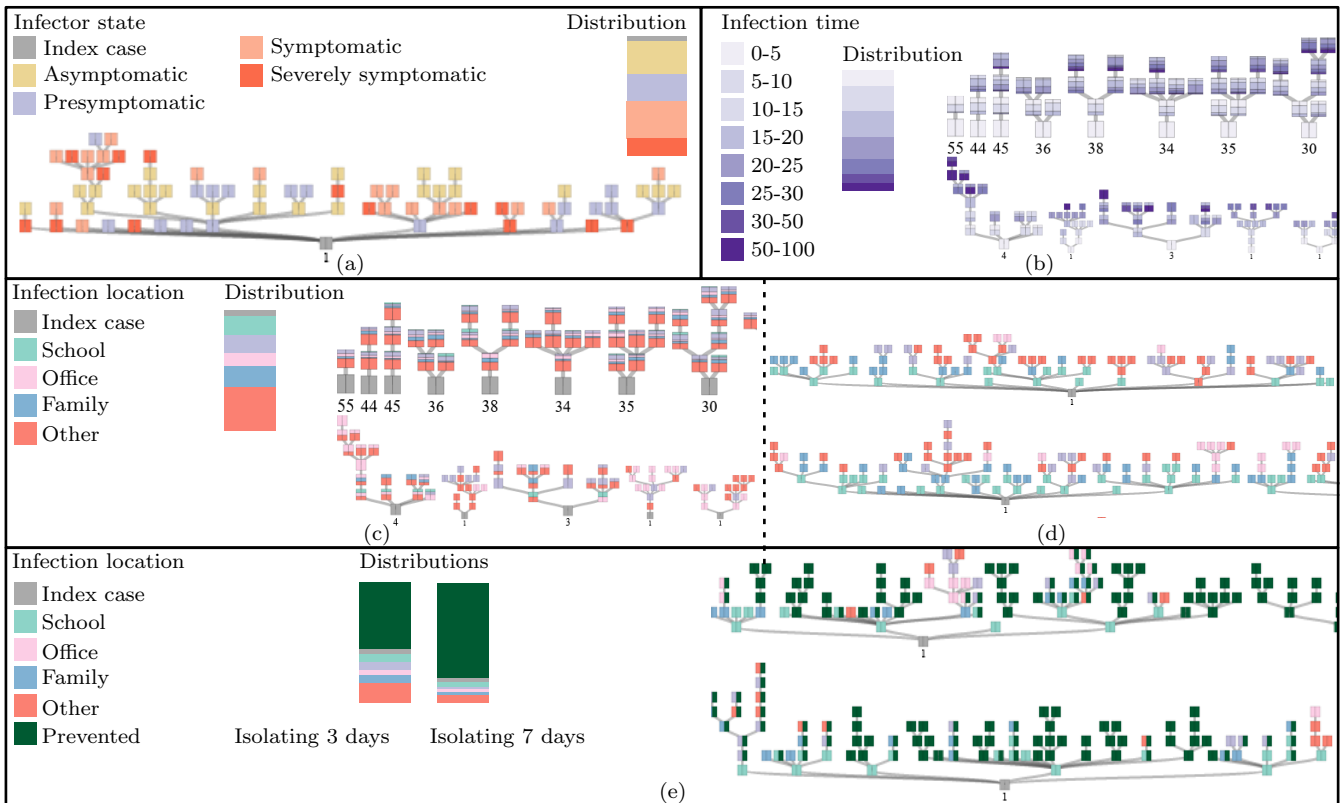 Infector state
Distribution
Index case
Symptomatic
Asymptomatic
Severely symptomatic
Presymptomatic
1
(a)
Infection time
Distribution
0-5
5-10
10-15
15-20
20-25
25-30
30-50
50-100
55 44 45 36 38 34 35 30
4 1 3 1 1
(b)
Infection location
Distribution
Index case
School
Office
Family
Other
55 44 45 36 38 34 35 30
4 1 3 1 1
(c)
1
1
(d)
Infection location
Distributions
Index case
School
Office
Family
Other
Prevented
Isolating 3 days
Isolating 7 days
1
1
(e)